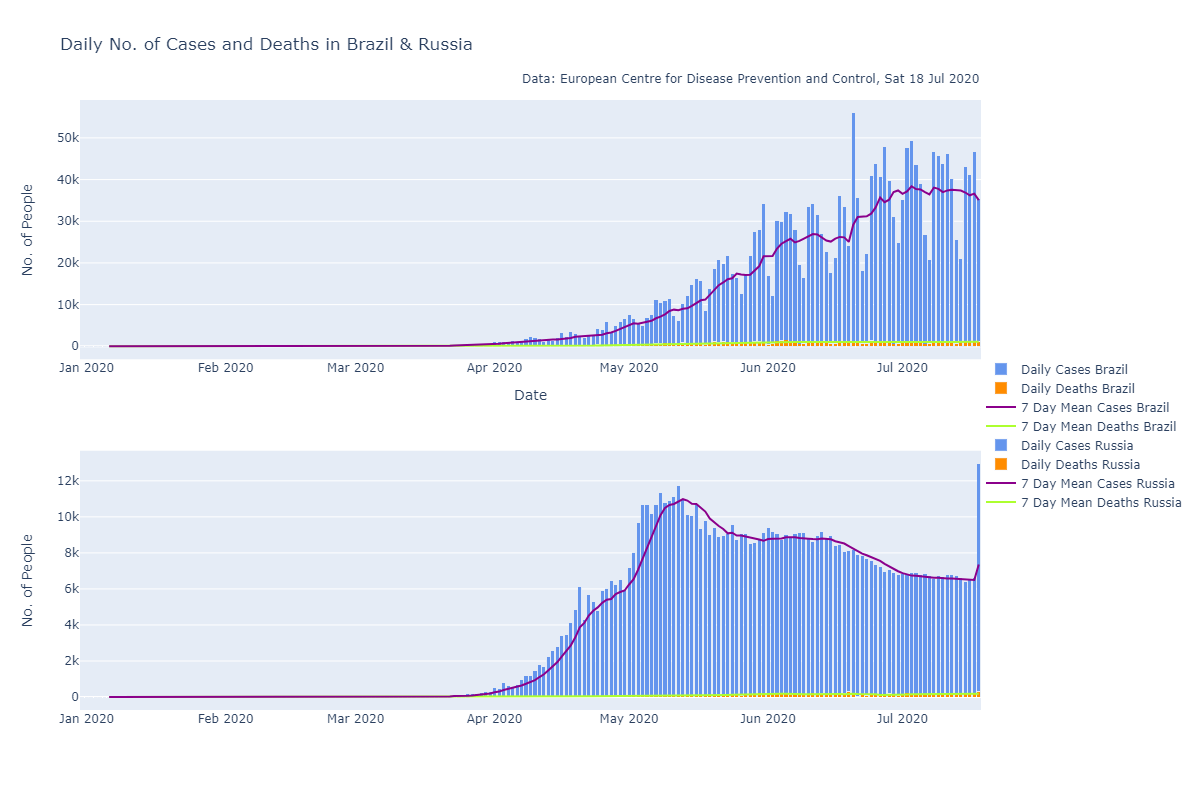 Daily No. of Cases and Deaths in Brazil & Russia
Data: European Centre for Disease Prevention and Control, Sat 18 Jul 2020
No. of People
50k
40k
30k
20k
10k
0
Jan 2020 Feb 2020 Mar 2020 Apr 2020 May 2020 Jun 2020 Jul 2020
Date
Daily Cases Brazil
Daily Deaths Brazil
7 Day Mean Cases Brazil
7 Day Mean Deaths Brazil
Daily Cases Russia
Daily Deaths Russia
7 Day Mean Cases Russia
7 Day Mean Deaths Russia
No. of People
12k
10k
8k
6k
4k
2k
0
Jan 2020 Feb 2020 Mar 2020 Apr 2020 May 2020 Jun 2020 Jul 2020